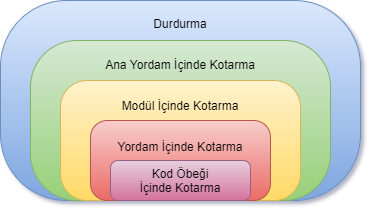 Durdurma
Ana Yordam İçinde Kotarma
Modül İçinde Kotarma
Yordam İçinde Kotarma
Kod Öbeği
İçinde Kotarma